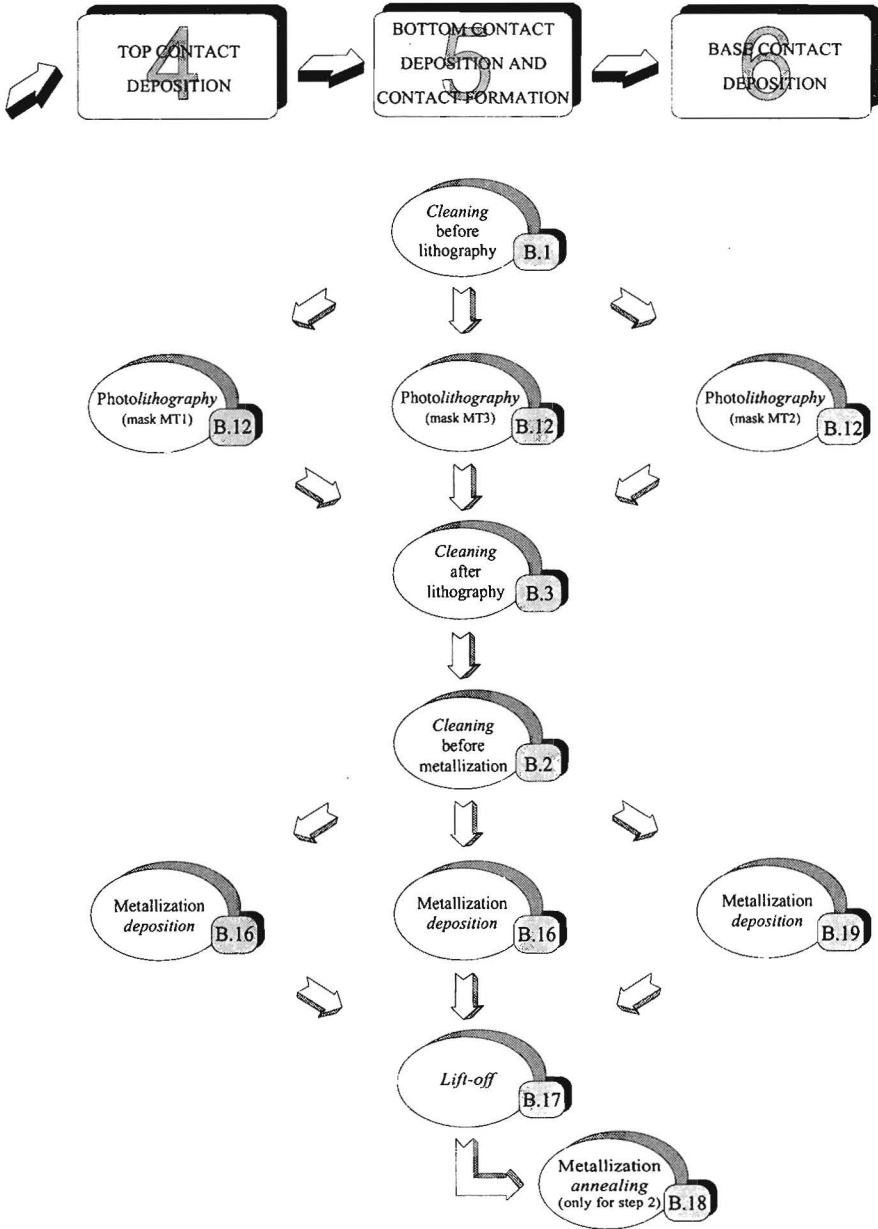 4
TOP CONTACT
DEPOSITION
5
BOTTOM CONTACT
DEPOSITION AND
CONTACT FORMATION
6
BASE CONTACT
DEPOSITION
Cleaning
before
lithography
B.1
Photolithography
(mask MT1)
B.12
Photolithography
(mask MT3)
B.12
Photolithography
(mask MT2)
B.12
Cleaning
after
lithography
B.3
Cleaning
before
metallization
B.2
Metallization
deposition
B.16
Metallization
deposition
B.16
Metallization
deposition
B.19
Lift-off
B.17
Metallization
annealing
(only for step 2)
B.18